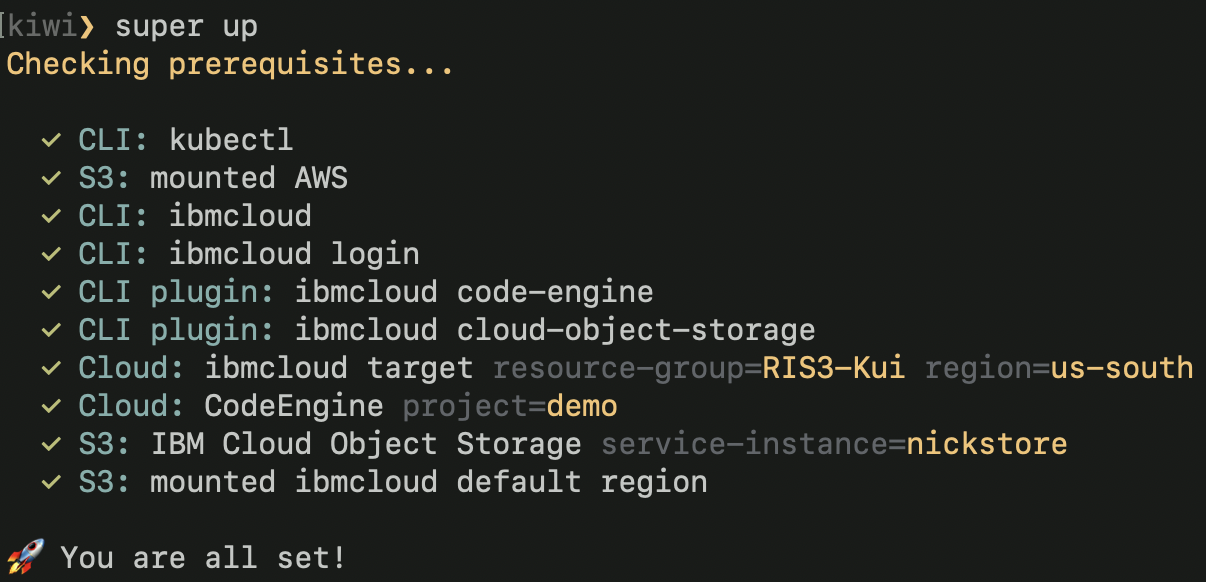 [kiwi❯ super up
Checking prerequisites...
✓ CLI: kubectl
✓ S3: mounted AWS
✓ CLI: ibmcloud
✓ CLI: ibmcloud login
✓ CLI plugin: ibmcloud code-engine
✓ CLI plugin: ibmcloud cloud-object-storage
✓ Cloud: ibmcloud target resource-group=RIS3-Kui region=us-south
✓ Cloud: CodeEngine project=demo
✓ S3: IBM Cloud Object Storage service-instance=nickstore
✓ S3: mounted ibmcloud default region
🚀 You are all set!